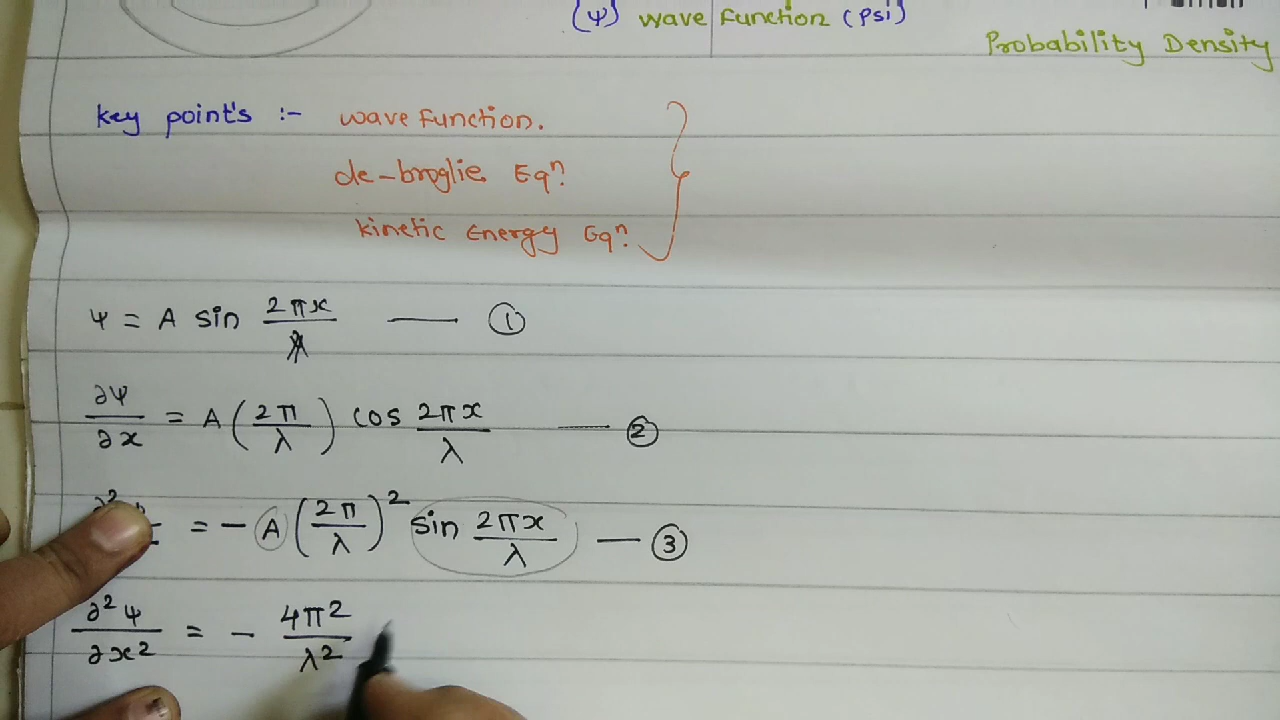 (Ψ) wave function (psi)
Probability Density
key point's :- wave function.
de-broglie Eqⁿ.
kinetic Energy Eqⁿ.
Ψ = A sin 2πx/λ —— ①
∂Ψ/∂x = A (2π/λ) cos 2πx/λ —— ②
= - A (2π/λ)² sin 2πx/λ — ③
∂²Ψ/∂x² = - 4π²/λ²